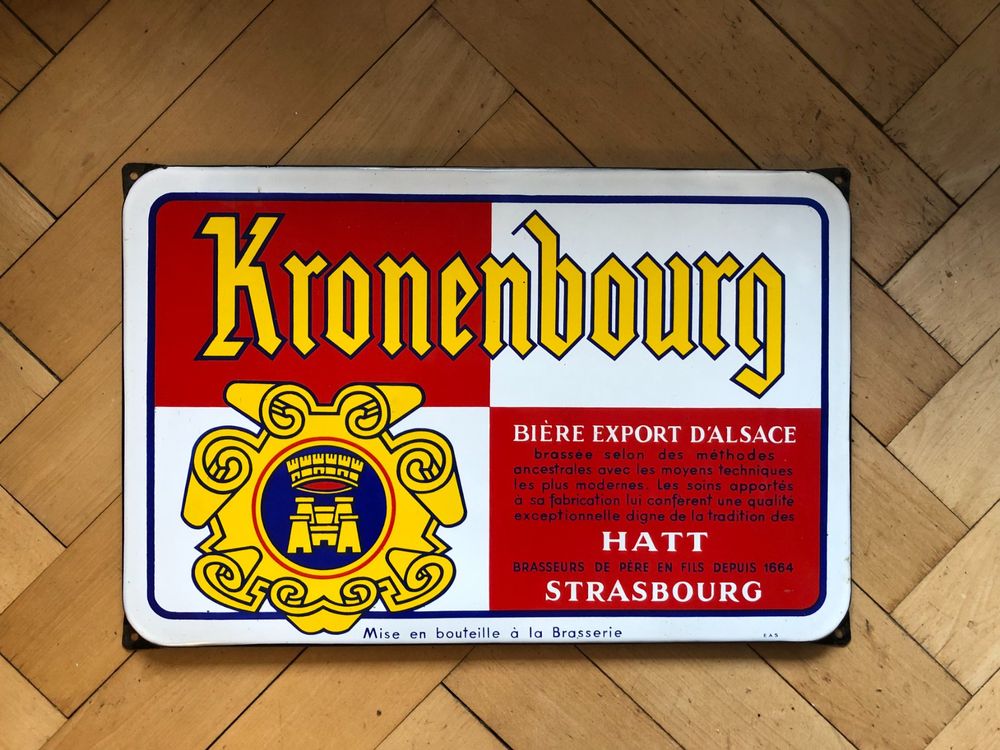 Kronenbourg
BIÈRE EXPORT D'ALSACE
brassée selon des méthodes
ancestrales avec les moyens techniques
les plus modernes. Les soins apportés
à sa fabrication lui confèrent une qualité
exceptionnelle digne de la tradition des
HATT
BRASSEURS DE PÈRE EN FILS DEPUIS 1664
STRASBOURG
Mise en bouteille à la Brasserie
EAS